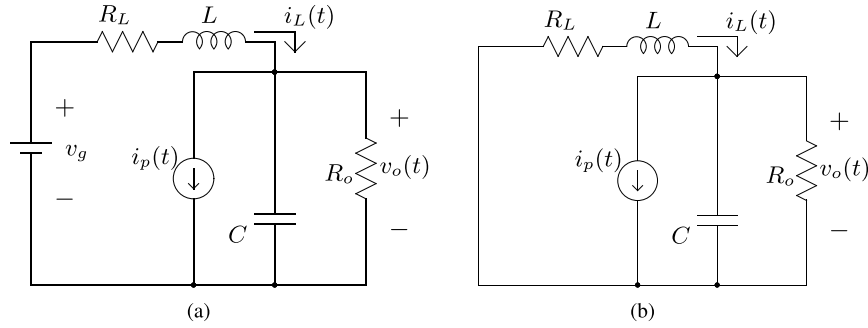 R_L L i_L(t)
+ v_g −
i_p(t)
C
R_o
+ v_o(t) −
(a)
R_L L i_L(t)
i_p(t)
C
R_o
+ v_o(t) −
(b)